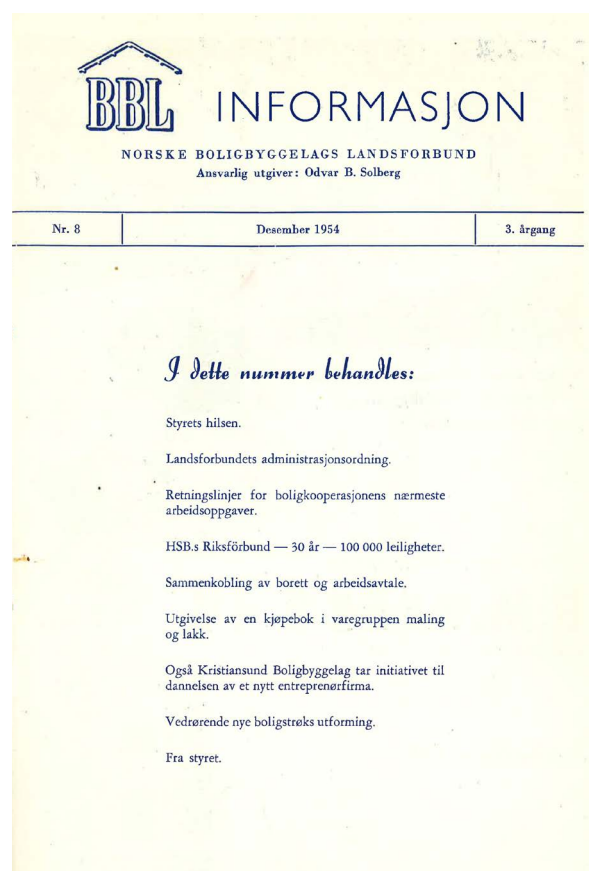 BBL INFORMASJON
NORSKE BOLIGBYGGELAGS LANDSFORBUND
Ansvarlig utgiver: Odvar B. Solberg
Nr. 8 Desember 1954 3. årgang
I dette nummer behandles:
Styrets hilsen.
Landsforbundets administrasjonsordning.
Retningslinjer for boligkooperasjonens nærmeste
arbeidsoppgaver.
HSB.s Riksförbund — 30 år — 100 000 leiligheter.
Sammenkobling av borett og arbeidsavtale.
Utgivelse av en kjøpebok i varegruppen maling
og lakk.
Også Kristiansund Boligbyggelag tar initiativet til
dannelsen av et nytt entreprenørfirma.
Vedrørende nye boligstrøks utforming.
Fra styret.